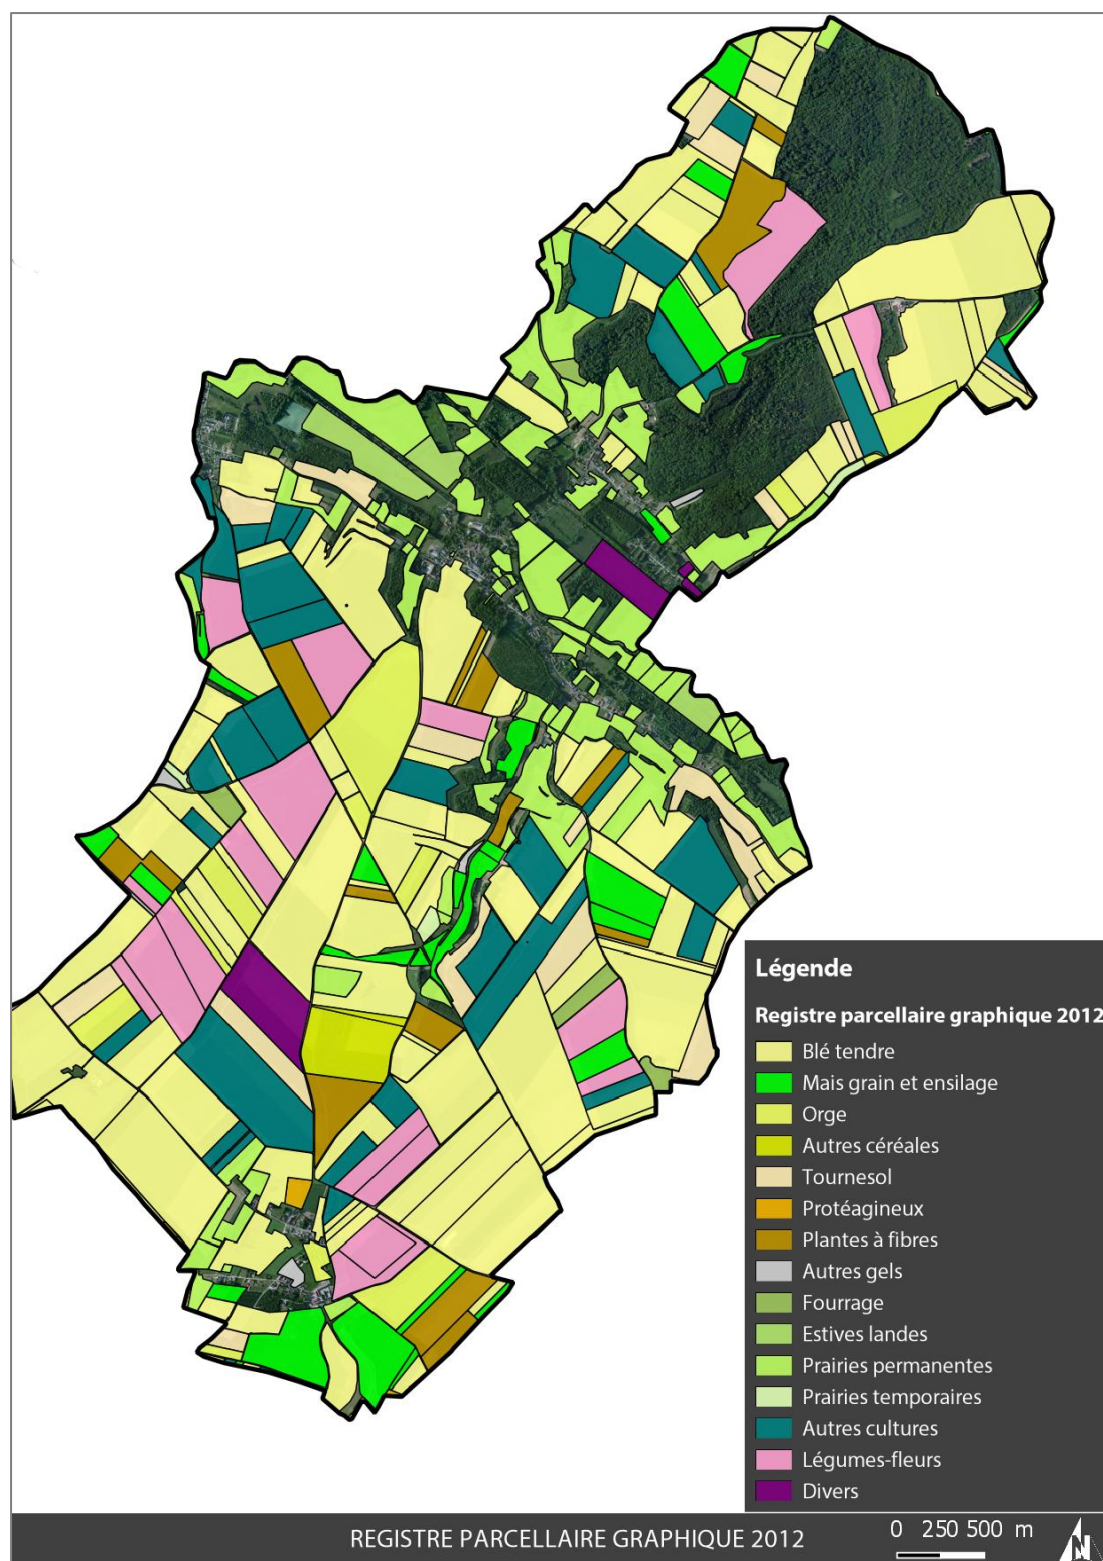 Légende
Registre parcellaire graphique 2012
Blé tendre
Mais grain et ensilage
Orge
Autres céréales
Tournesol
Protéagineux
Plantes à fibres
Autres gels
Fourrage
Estives landes
Prairies permanentes
Prairies temporaires
Autres cultures
Légumes-fleurs
Divers
REGISTRE PARCELLAIRE GRAPHIQUE 2012
0 250 500 m
N